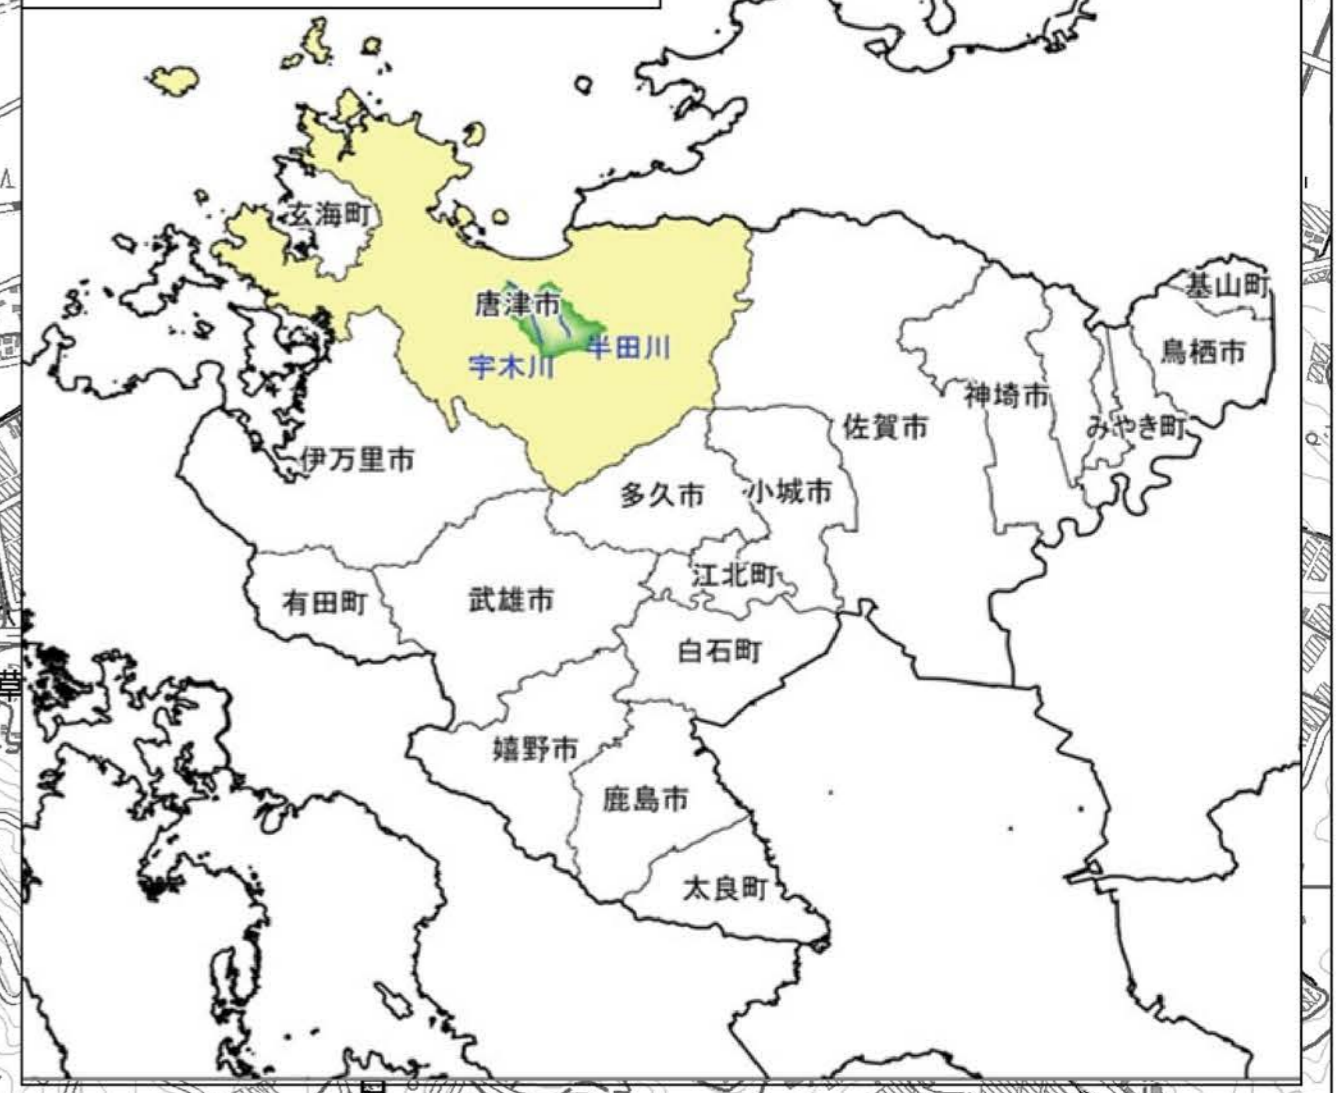 玄海町
基山町
唐津市
鳥栖市
半田川
宇木川
神埼市
みやき町
佐賀市
伊万里市
多久市
小城市
江北町
有田町
武雄市
白石町
嬉野市
鹿島市
太良町
草